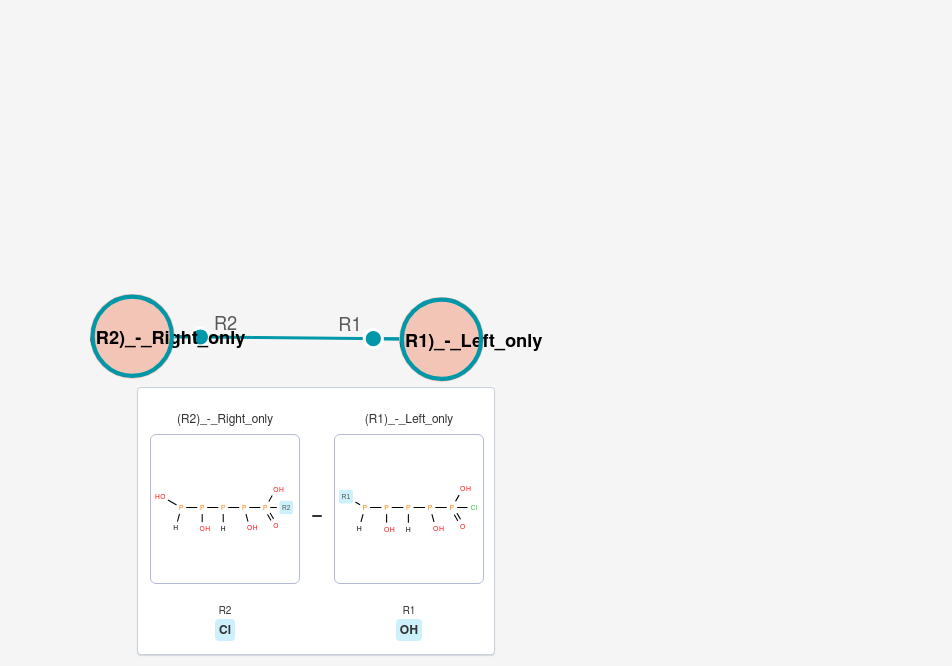 R2 R1
R2)_-_Right_only R1)_-_Left_only
(R2)_-_Right_only (R1)_-_Left_only
HO P P P P P OH R2 O H OH H OH
R1 P P P P P OH Cl O H OH H OH
–
R2 R1
Cl OH